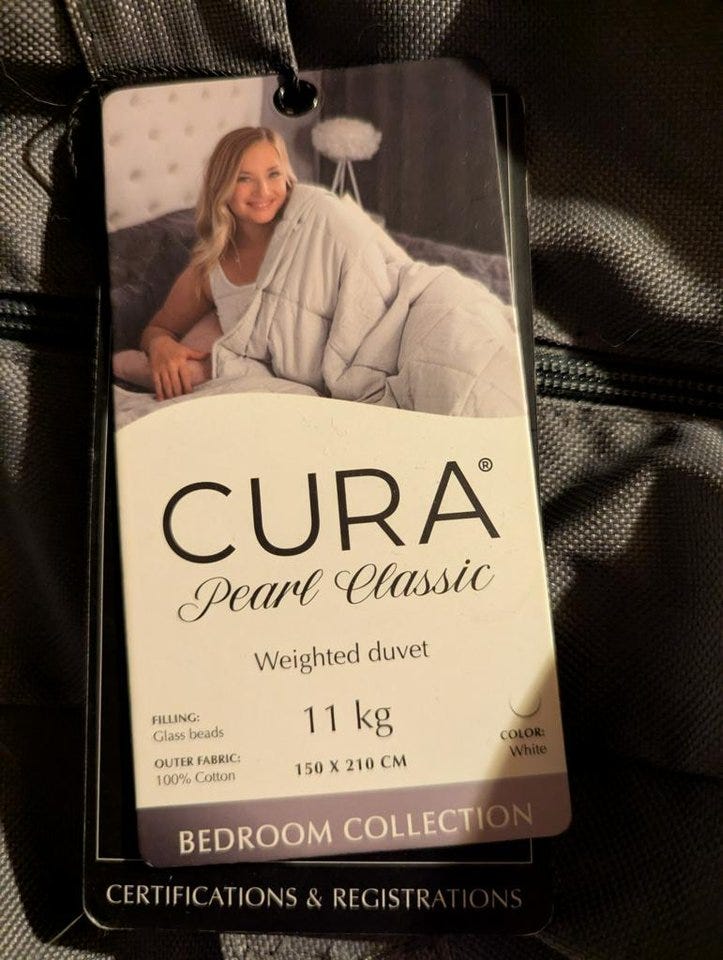 CURA®
Pearl Classic
Weighted duvet
FILLING:
Glass beads
11 kg
OUTER FABRIC:
100% Cotton
150 X 210 CM
COLOR:
White
BEDROOM COLLECTION
CERTIFICATIONS & REGISTRATIONS